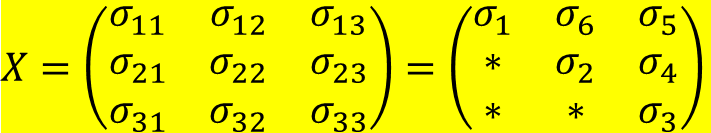 X = ( σ11 σ12 σ13 ) = ( σ1 σ6 σ5 )
( σ21 σ22 σ23 ) ( * σ2 σ4 )
( σ31 σ32 σ33 ) ( * * σ3 )